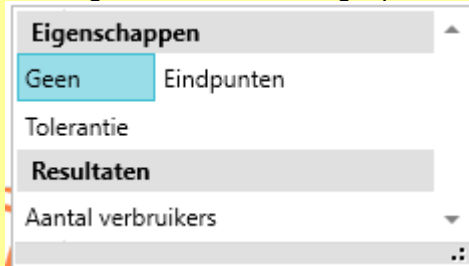 Eigenschappen
Geen Eindpunten
Tolerantie
Resultaten
Aantal verbruikers